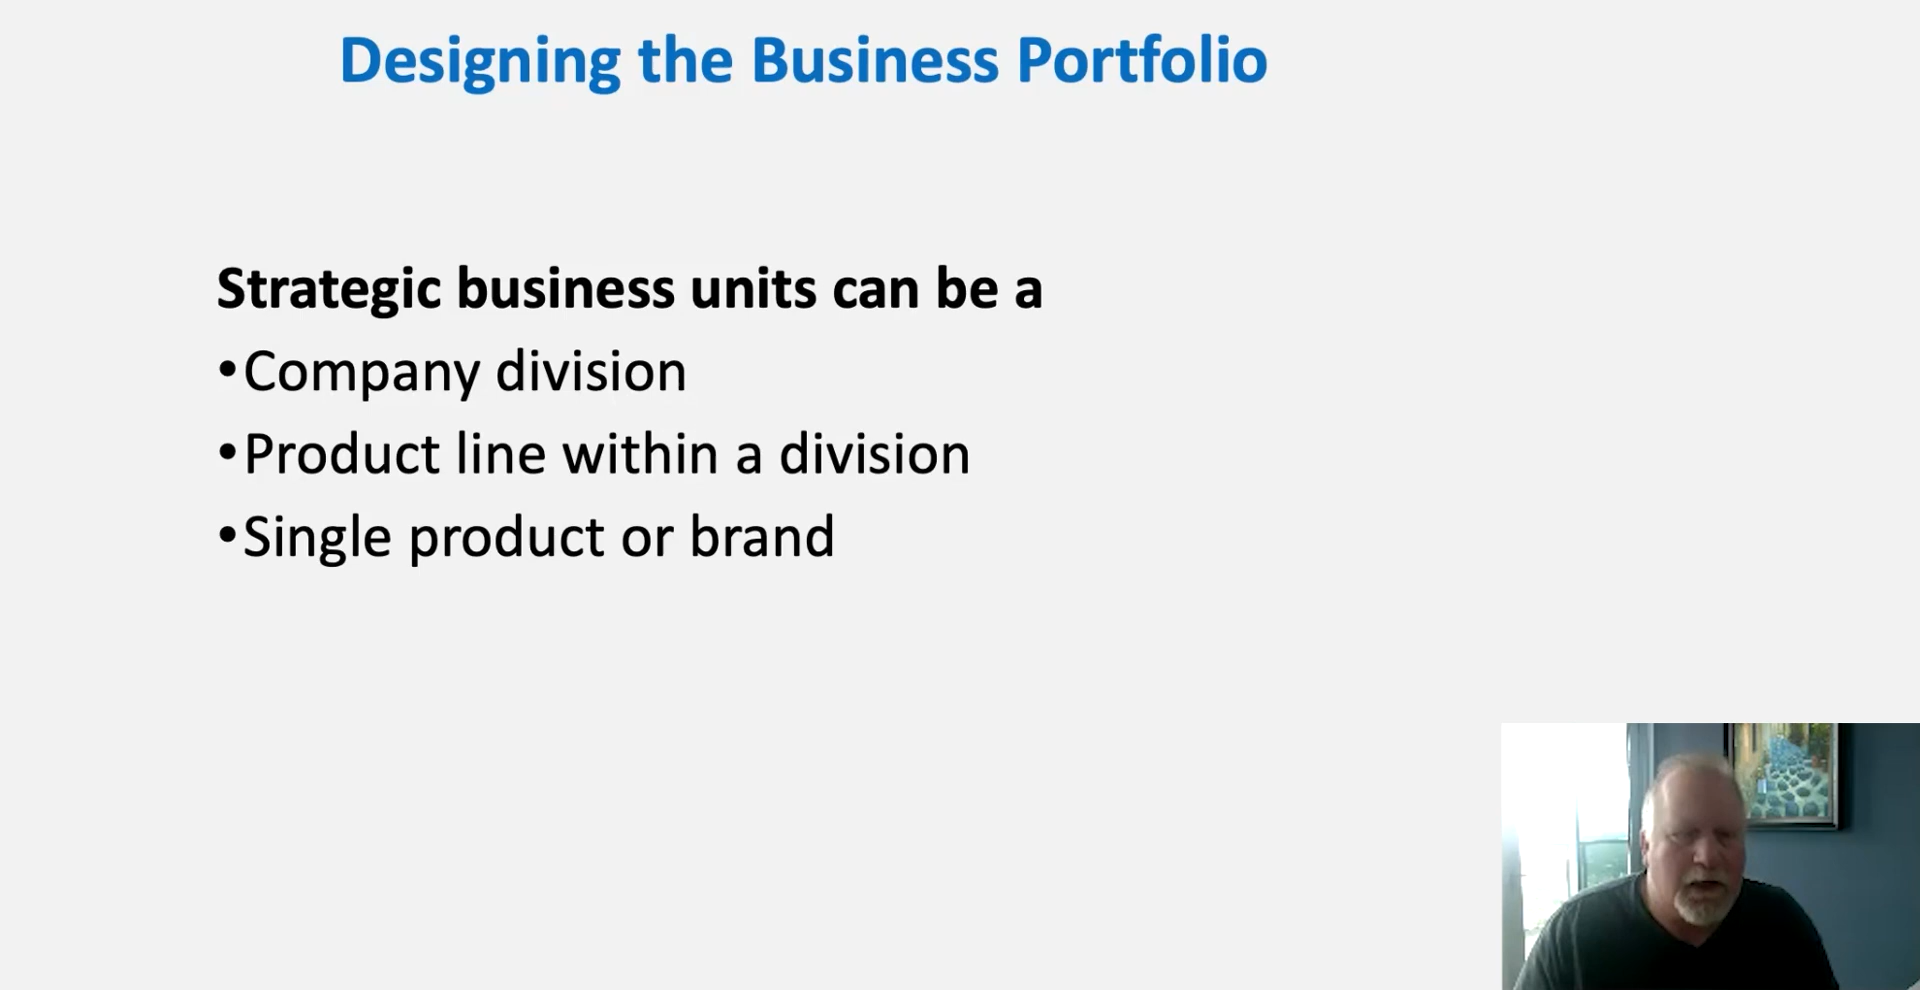 Designing the Business Portfolio
Strategic business units can be a
•Company division
•Product line within a division
•Single product or brand